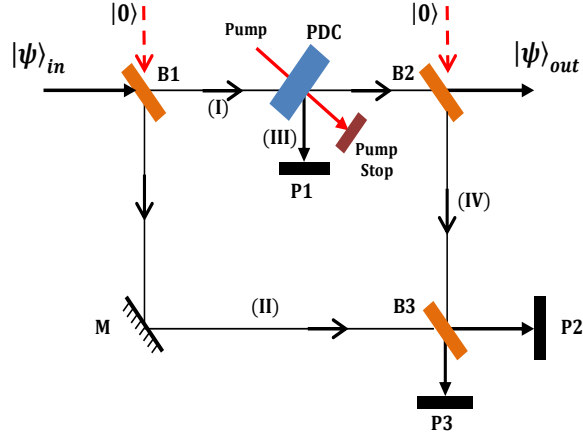 |0⟩
|0⟩
Pump
PDC
|ψ⟩in
B1
B2
|ψ⟩out
(I)
(III)
Pump
Stop
P1
(IV)
(II)
B3
M
P2
P3